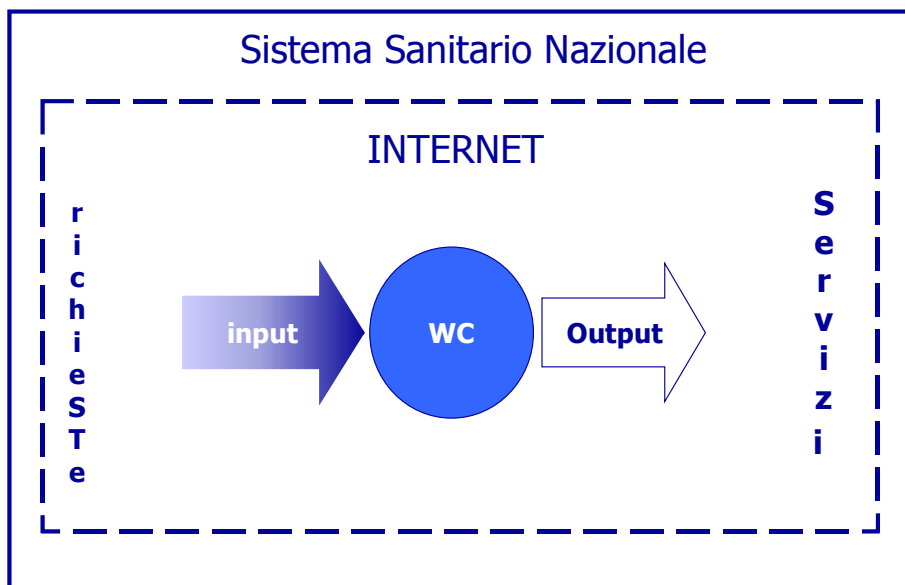 Sistema Sanitario Nazionale
INTERNET
richieSTe
input
WC
Output
Servizi